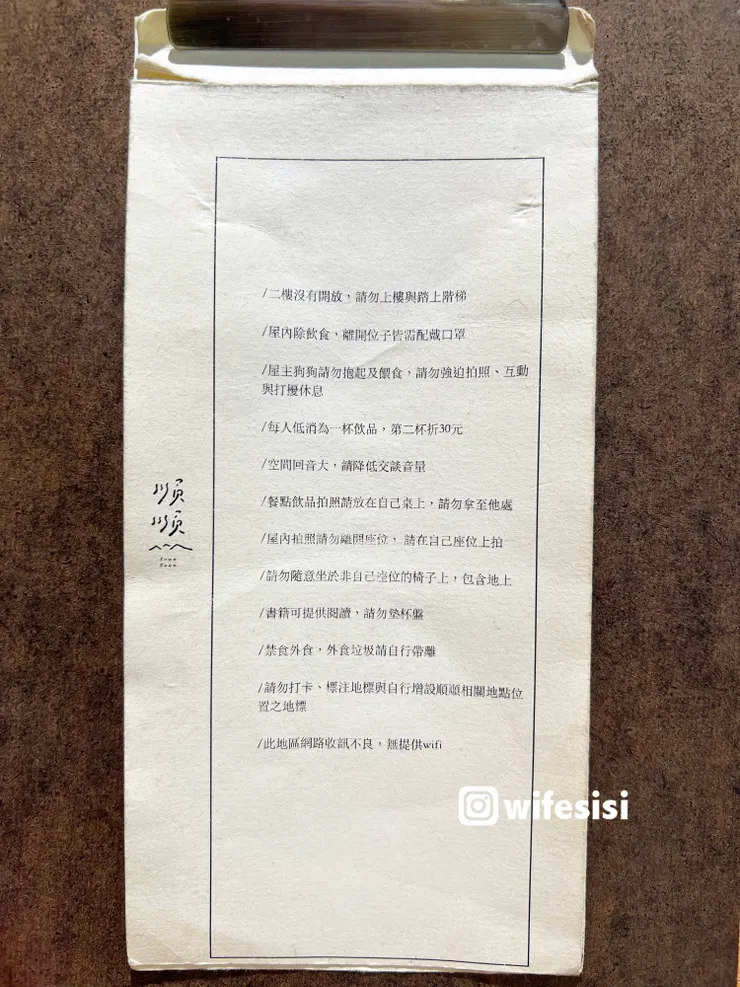 /二樓沒有開放，請勿上樓與踏上階梯
/屋內除飲食，離開位子皆需配戴口罩
/屋主狗狗請勿抱起及餵食，請勿強迫拍照、互動
與打擾休息
/每人低消為一杯飲品，第二杯折30元
/空間回音大，請降低交談音量
/餐點飲品拍照請放在自己桌上，請勿拿至他處
/屋內拍照請勿離開座位， 請在自己座位上拍
/請勿隨意坐於非自己座位的椅子上，包含地上
/書籍可提供閱讀，請勿墊杯盤
/禁食外食，外食垃圾請自行帶離
/請勿打卡、標注地標與自行增設順順相關地點位
置之地標
/此地區網路收訊不良，無提供wifi
順
順
wifesisi